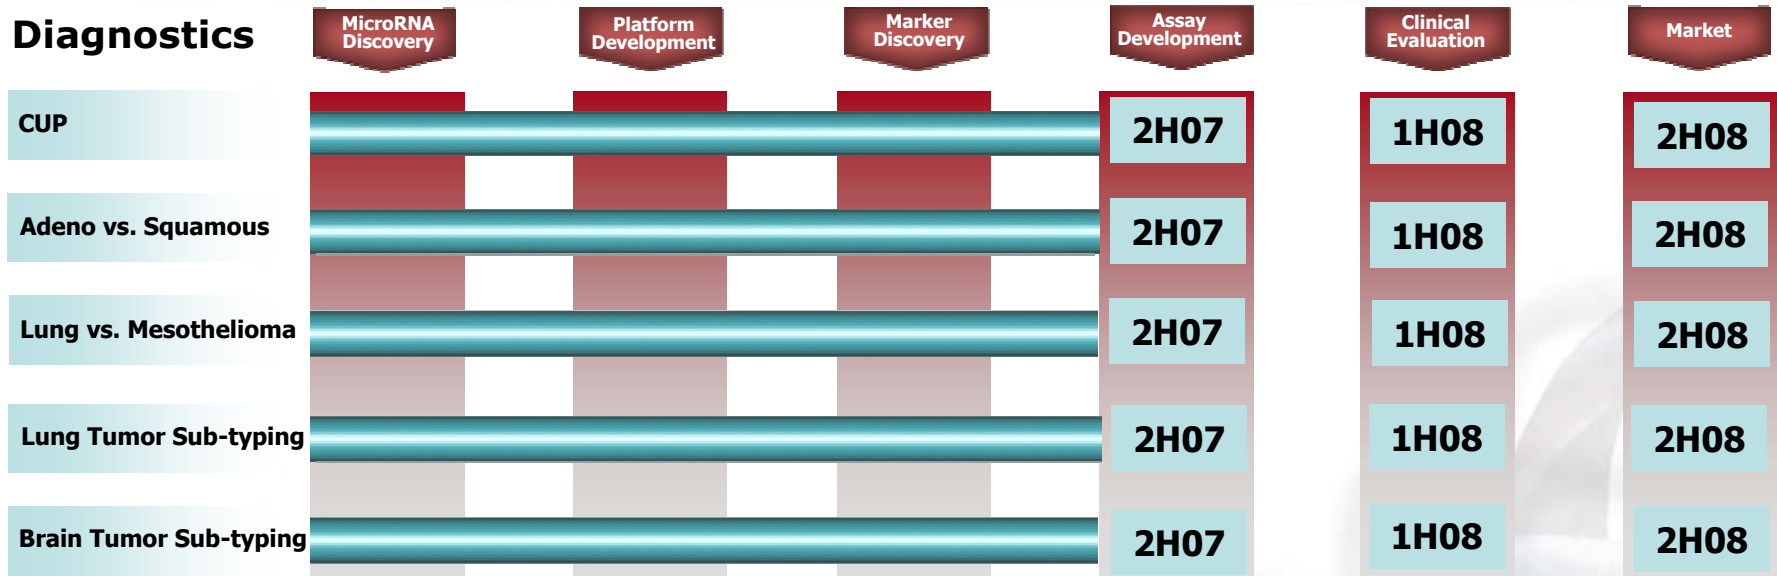 Diagnostics
MicroRNA
Discovery
Platform
Development
Marker
Discovery
Assay
Development
Clinical
Evaluation
Market
CUP
2H07
1H08
2H08
Adeno vs. Squamous
2H07
1H08
2H08
Lung vs. Mesothelioma
2H07
1H08
2H08
Lung Tumor Sub-typing
2H07
1H08
2H08
Brain Tumor Sub-typing
2H07
1H08
2H08